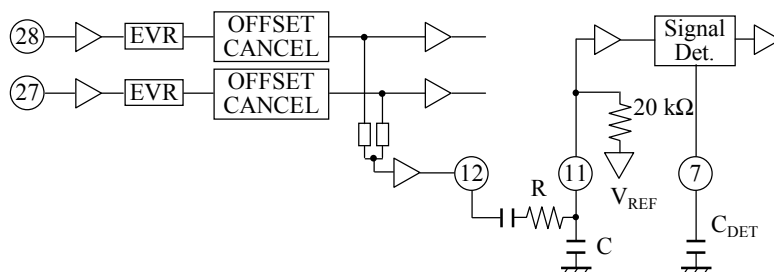 28
EVR
OFFSET
CANCEL
Signal
Det.
27
EVR
OFFSET
CANCEL
20 kΩ
12
11
7
R
VREF
C
CDET